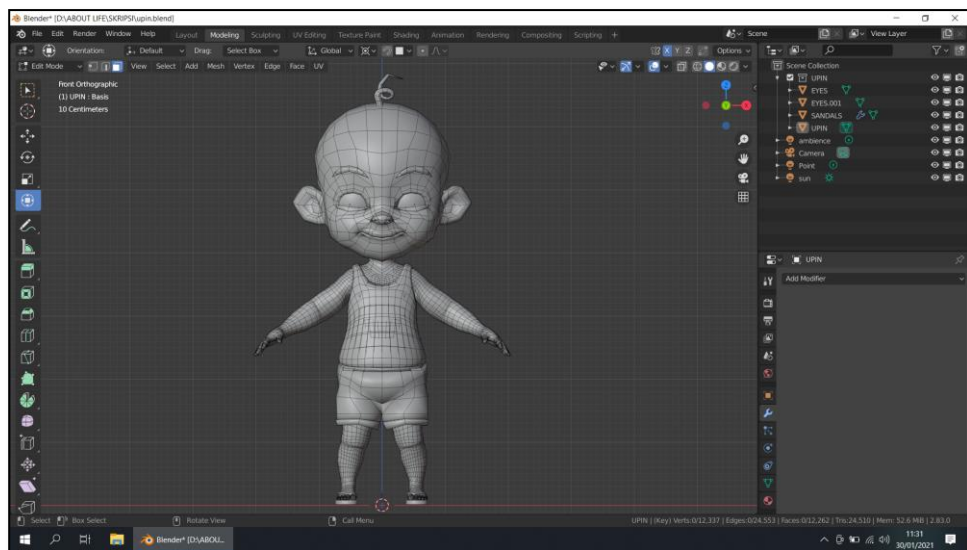 Blender* [D:\ABOUT LIFE\SKRIPSI\upin.blend]
File Edit Render Window Help Layout Modeling Sculpting UV Editing Texture Paint Shading Animation Rendering Compositing Scripting + Scene View Layer
Orientation: Default Drag: Select Box Global X Y Z Options
Edit Mode View Select Add Mesh Vertex Edge Face UV
Front Orthographic
(1) UPIN : Basis
10 Centimeters
Scene Collection
UPIN
EYES
EYES.001
SANDALS
UPIN
ambience
Camera
Point
sun
UPIN
Add Modifier
Select Box Select Rotate View Call Menu UPIN | (Key) Verts:0/12,337 | Edges:0/24,553 | Faces:0/12,262 | Tris:24,510 | Mem: 52.6 MiB | 2.83.0
Blender* [D:\ABOU...
11:31
30/01/2021